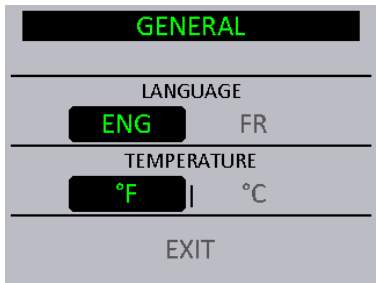 GENERAL
LANGUAGE
ENG FR
TEMPERATURE
°F | °C
EXIT